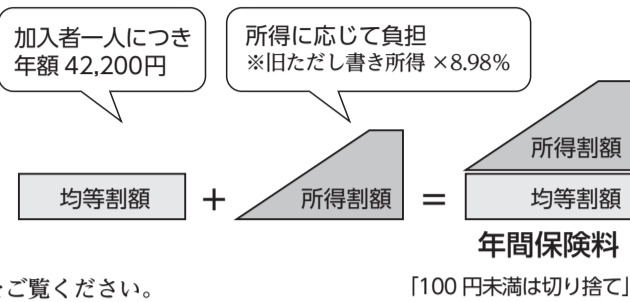 加入者一人につき
年額 42,200円
所得に応じて負担
※旧ただし書き所得 ×8.98%
均等割額
+
所得割額
=
所得割額
均等割額
年間保険料
をご覧ください。
「100 円未満は切り捨て」